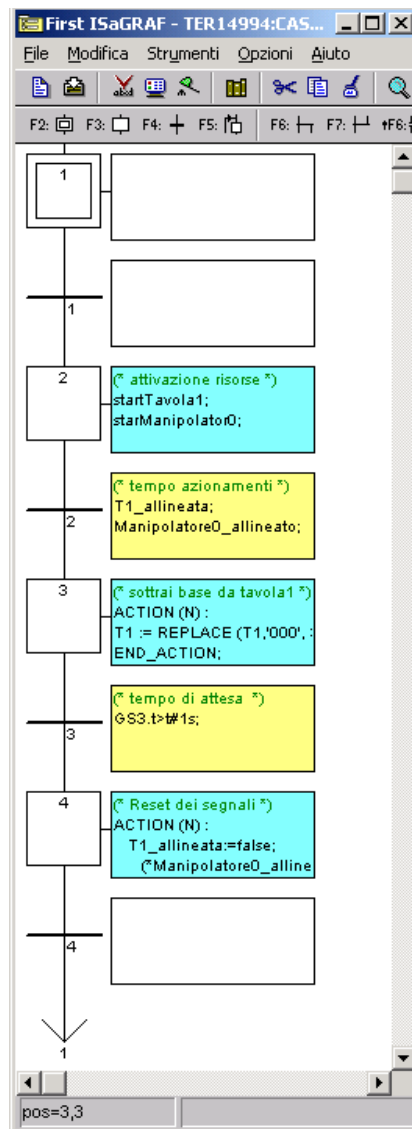 First ISaGRAF - TER14994:CAS...
File Modifica Strumenti Opzioni Aiuto
abcd
F2: F3: F4: F5: F6: F7: F6:
1
1
2
(* attivazione risorse *)
startTavola1;
starManipolator0;
2
(* tempo azionamenti *)
T1_allineata;
Manipolatore0_allineato;
3
(* sottrai base da tavola1 *)
ACTION (N) :
T1 := REPLACE (T1,'000',
END_ACTION;
3
(* tempo di attesa *)
GS3.t>t#1s;
4
(* Reset dei segnali *)
ACTION (N) :
T1_allineata:=false;
(*Manipolatore0_alline
4
1
pos=3,3